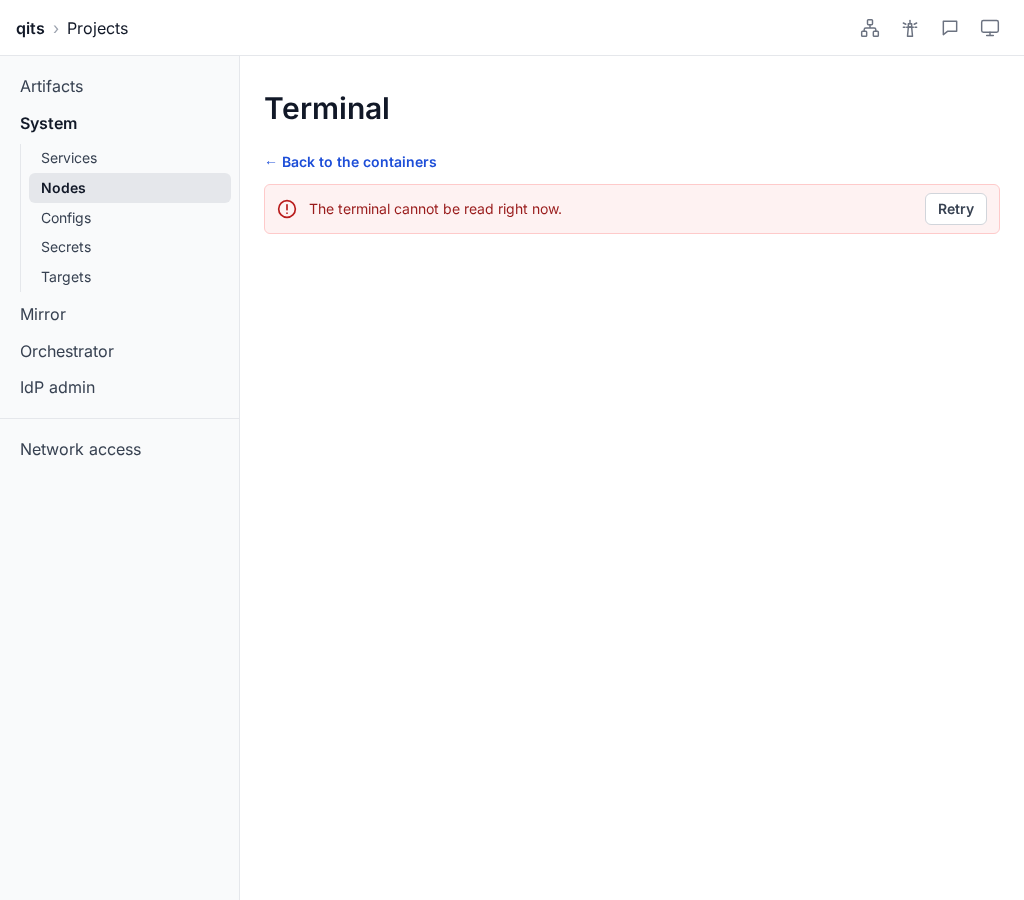 qits › Projects
Artifacts
System
Services
Nodes
Configs
Secrets
Targets
Mirror
Orchestrator
IdP admin
Network access
Terminal
← Back to the containers
The terminal cannot be read right now.
Retry